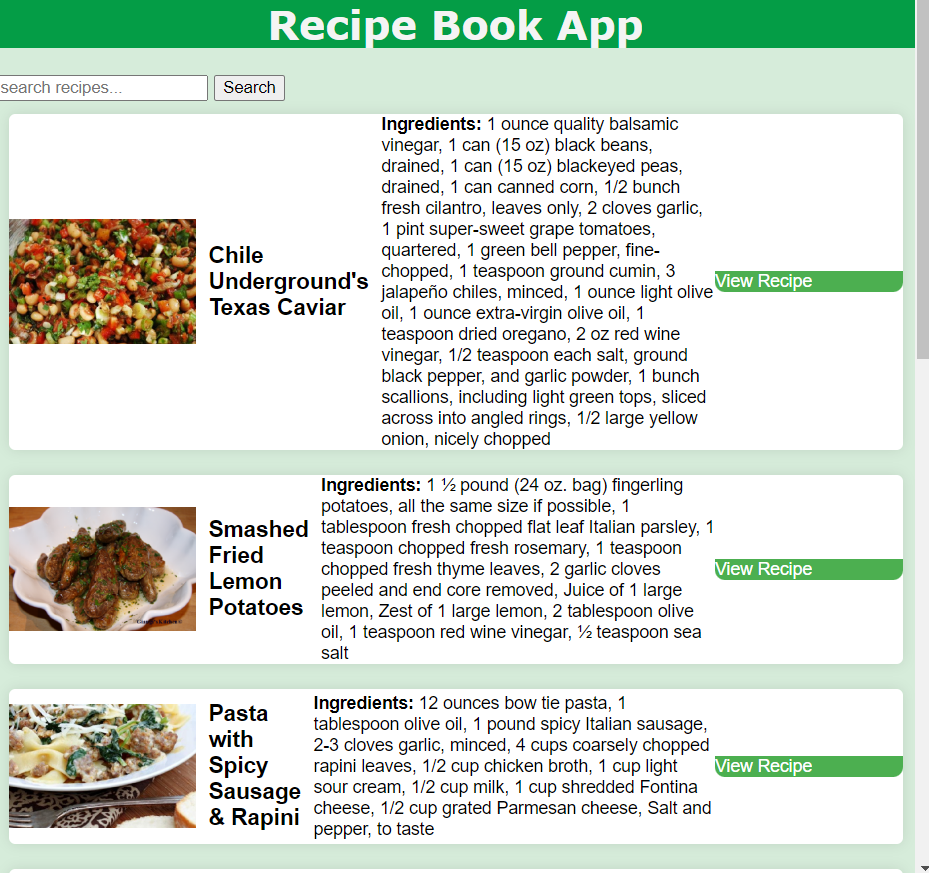 Recipe Book App
search recipes...
Search
Chile
Underground's
Texas Caviar
Ingredients: 1 ounce quality balsamic
vinegar, 1 can (15 oz) black beans,
drained, 1 can (15 oz) blackeyed peas,
drained, 1 can canned corn, 1/2 bunch
fresh cilantro, leaves only, 2 cloves garlic,
1 pint super-sweet grape tomatoes,
quartered, 1 green bell pepper, fine-
chopped, 1 teaspoon ground cumin, 3
jalapeño chiles, minced, 1 ounce light olive
oil, 1 ounce extra-virgin olive oil, 1
teaspoon dried oregano, 2 oz red wine
vinegar, 1/2 teaspoon each salt, ground
black pepper, and garlic powder, 1 bunch
scallions, including light green tops, sliced
across into angled rings, 1/2 large yellow
onion, nicely chopped
View Recipe
Smashed
Fried
Lemon
Potatoes
Ingredients: 1 ½ pound (24 oz. bag) fingerling
potatoes, all the same size if possible, 1
tablespoon fresh chopped flat leaf Italian parsley, 1
teaspoon chopped fresh rosemary, 1 teaspoon
chopped fresh thyme leaves, 2 garlic cloves
peeled and end core removed, Juice of 1 large
lemon, Zest of 1 large lemon, 2 tablespoon olive
oil, 1 teaspoon red wine vinegar, ½ teaspoon sea
salt
View Recipe
Pasta
with
Spicy
Sausage
& Rapini
Ingredients: 12 ounces bow tie pasta, 1
tablespoon olive oil, 1 pound spicy Italian sausage,
2-3 cloves garlic, minced, 4 cups coarsely chopped
rapini leaves, 1/2 cup chicken broth, 1 cup light
sour cream, 1/2 cup milk, 1 cup shredded Fontina
cheese, 1/2 cup grated Parmesan cheese, Salt and
pepper, to taste
View Recipe